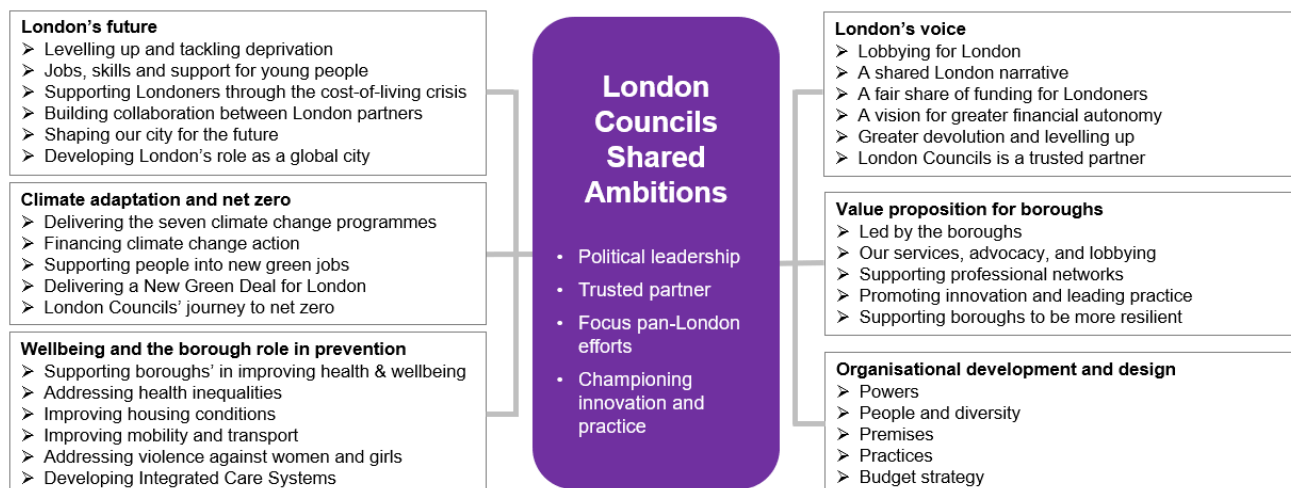 London's future
➤ Levelling up and tackling deprivation
➤ Jobs, skills and support for young people
➤ Supporting Londoners through the cost-of-living crisis
➤ Building collaboration between London partners
➤ Shaping our city for the future
➤ Developing London's role as a global city
Climate adaptation and net zero
➤ Delivering the seven climate change programmes
➤ Financing climate change action
➤ Supporting people into new green jobs
➤ Delivering a New Green Deal for London
➤ London Councils' journey to net zero
Wellbeing and the borough role in prevention
➤ Supporting boroughs' in improving health & wellbeing
➤ Addressing health inequalities
➤ Improving housing conditions
➤ Improving mobility and transport
➤ Addressing violence against women and girls
➤ Developing Integrated Care Systems
London
Councils
Shared
Ambitions
• Political leadership
• Trusted partner
• Focus pan-London
efforts
• Championing
innovation and
practice
London's voice
➤ Lobbying for London
➤ A shared London narrative
➤ A fair share of funding for Londoners
➤ A vision for greater financial autonomy
➤ Greater devolution and levelling up
➤ London Councils is a trusted partner
Value proposition for boroughs
➤ Led by the boroughs
➤ Our services, advocacy, and lobbying
➤ Supporting professional networks
➤ Promoting innovation and leading practice
➤ Supporting boroughs to be more resilient
Organisational development and design
➤ Powers
➤ People and diversity
➤ Premises
➤ Practices
➤ Budget strategy